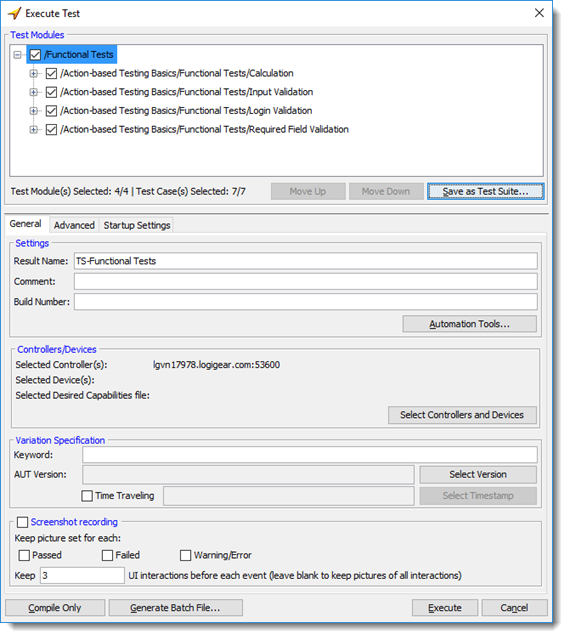 Execute Test
Test Modules
/Functional Tests
/Action-based Testing Basics/Functional Tests/Calculation
/Action-based Testing Basics/Functional Tests/Input Validation
/Action-based Testing Basics/Functional Tests/Login Validation
/Action-based Testing Basics/Functional Tests/Required Field Validation
Test Module(s) Selected: 4/4 | Test Case(s) Selected: 7/7 Move Up Move Down Save as Test Suite...
General Advanced Startup Settings
Settings
Result Name: TS-Functional Tests
Comment:
Build Number:
Automation Tools...
Controllers/Devices
Selected Controller(s): lgvn17978.logigear.com:53600
Selected Device(s):
Selected Desired Capabilities file:
Select Controllers and Devices
Variation Specification
Keyword:
AUT Version: Select Version
Time Traveling Select Timestamp
Screenshot recording
Keep picture set for each:
Passed Failed Warning/Error
Keep 3 UI interactions before each event (leave blank to keep pictures of all interactions)
Compile Only Generate Batch File... Execute Cancel